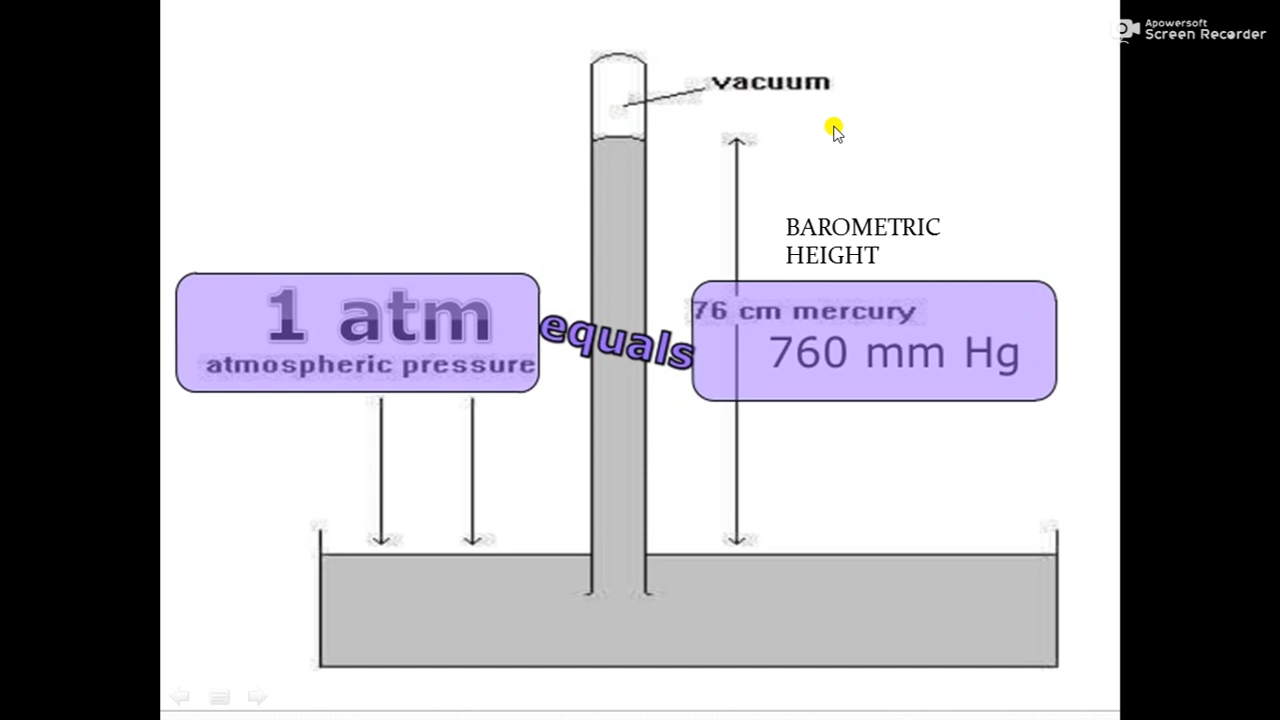 Apowersoft
Screen Recorder
vacuum
BAROMETRIC
HEIGHT
1 atm
atmospheric pressure
equals
76 cm mercury
760 mm Hg